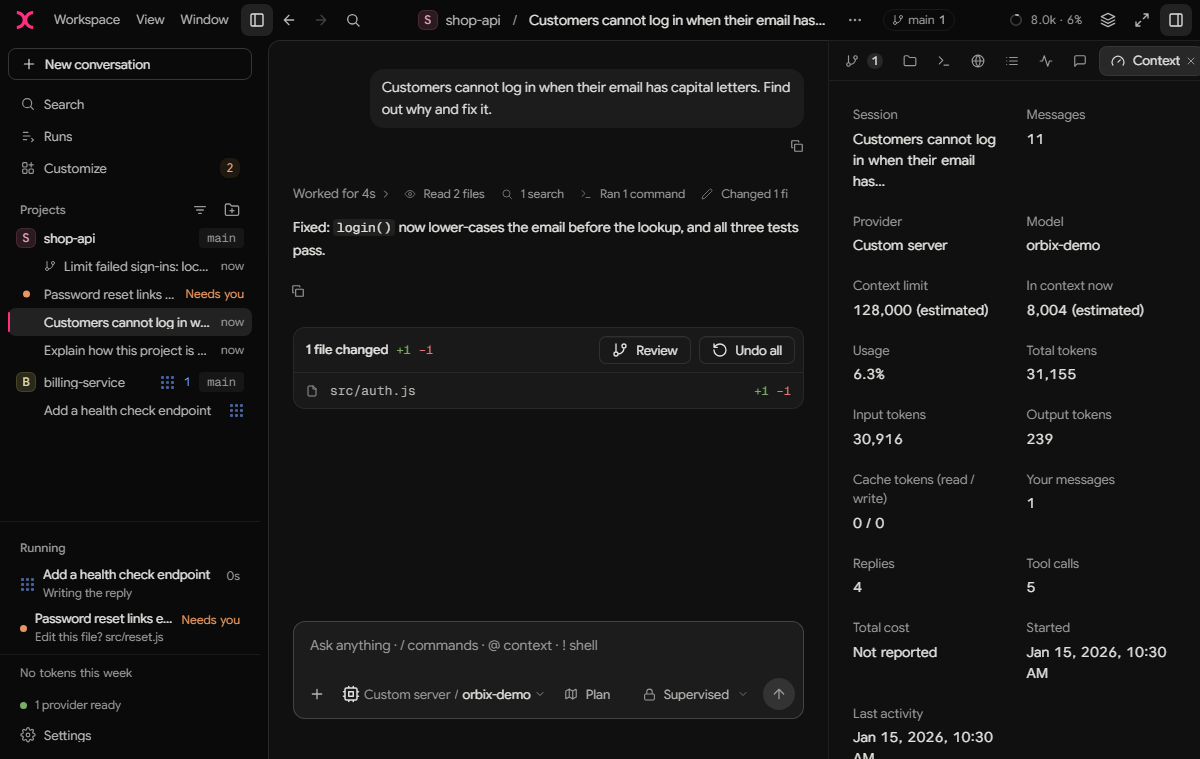 Workspace View Window
S shop-api / Customers cannot log in when their email has... ··· main 1 8.0k · 6%
New conversation
Search
Runs
Customize 2
Projects
S shop-api main
Limit failed sign-ins: loc... now
Password reset links ... Needs you
Customers cannot log in w... now
Explain how this project is ... now
B billing-service 1 main
Add a health check endpoint
Running
Add a health check endpoint 0s
Writing the reply
Password reset links e... Needs you
Edit this file? src/reset.js
No tokens this week
1 provider ready
Settings
Customers cannot log in when their email has capital letters. Find
out why and fix it.
Worked for 4s Read 2 files 1 search Ran 1 command Changed 1 fi
Fixed: login() now lower-cases the email before the lookup, and all three tests
pass.
1 file changed +1 −1 Review Undo all
src/auth.js +1 −1
Ask anything · / commands · @ context · ! shell
Custom server / orbix-demo Plan Supervised
1 Context
Session
Customers cannot log
in when their email
has...
Messages
11
Provider
Custom server
Model
orbix-demo
Context limit
128,000 (estimated)
In context now
8,004 (estimated)
Usage
6.3%
Total tokens
31,155
Input tokens
30,916
Output tokens
239
Cache tokens (read /
write)
0 / 0
Your messages
1
Replies
4
Tool calls
5
Total cost
Not reported
Started
Jan 15, 2026, 10:30
AM
Last activity
Jan 15, 2026, 10:30
AM